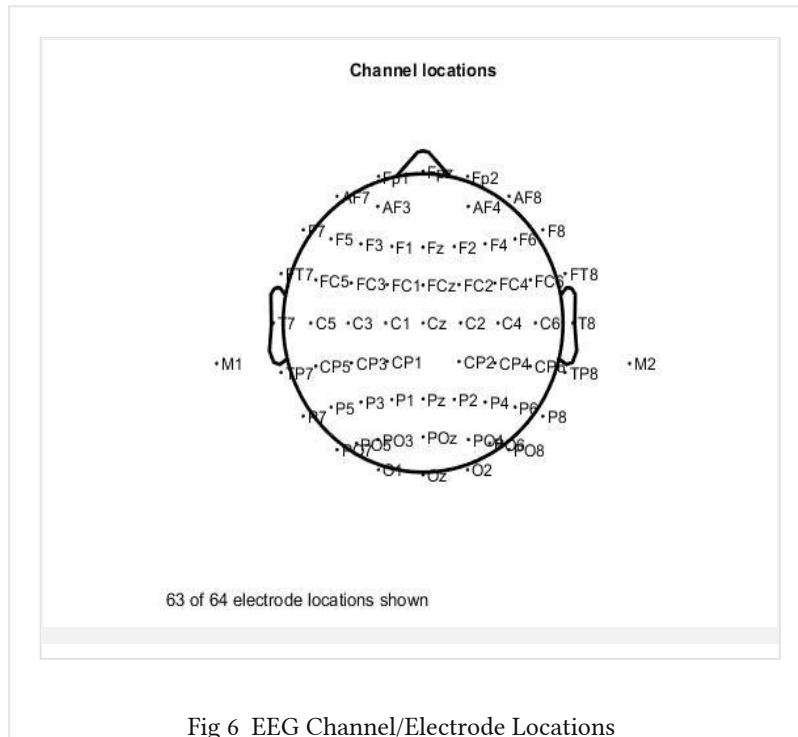 Channel locations
Fp1 Fpz Fp2
AF7 AF8
AF3 AF4
F7 F5 F3 F1 Fz F2 F4 F6 F8
FT7 FC5 FC3 FC1 FCz FC2 FC4 FC6 FT8
T7 C5 C3 C1 Cz C2 C4 C6 T8
M1 TP7 CP5 CP3 CP1 CP2 CP4 CP6 TP8 M2
P7 P5 P3 P1 Pz P2 P4 P6 P8
PO7 PO5 PO3 POz PO4 PO6 PO8
O1 Oz O2
63 of 64 electrode locations shown
Fig 6 EEG Channel/Electrode Locations